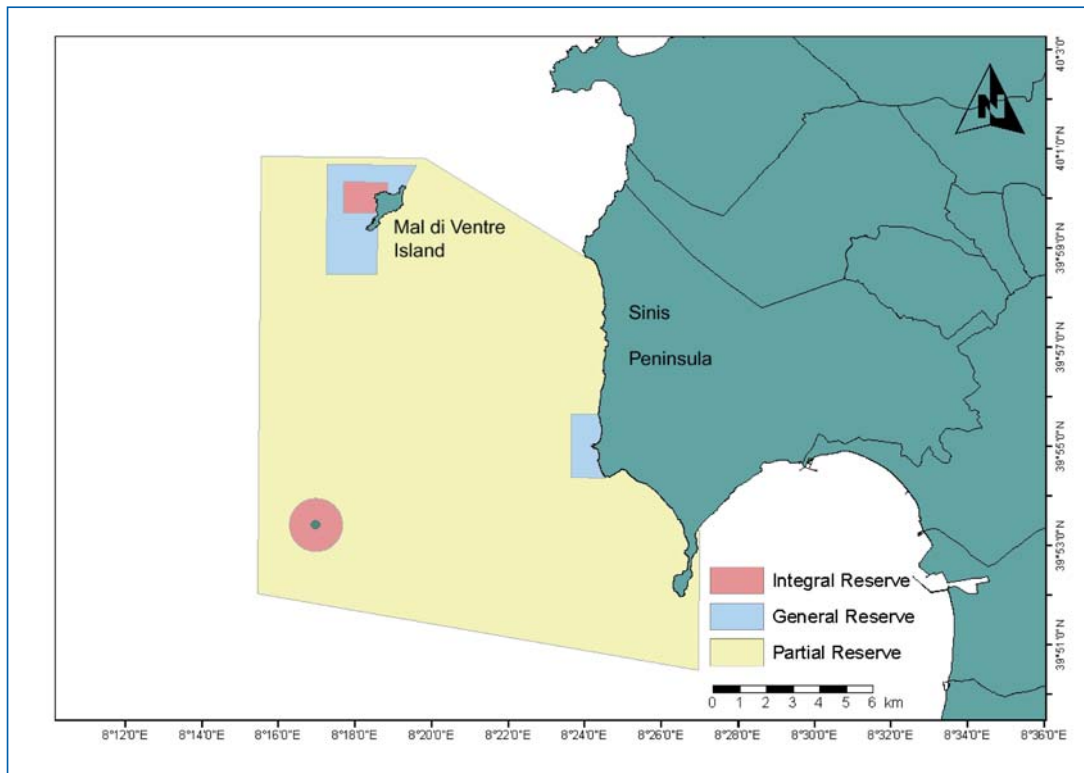 40°3'0"N
40°1'0"N
39°59'0"N
39°57'0"N
39°55'0"N
39°53'0"N
39°51'0"N
N
Mal di Ventre
Island
Sinis
Peninsula
Integral Reserve
General Reserve
Partial Reserve
0 1 2 3 4 5 6 km
8°12'0"E 8°14'0"E 8°16'0"E 8°18'0"E 8°20'0"E 8°22'0"E 8°24'0"E 8°26'0"E 8°28'0"E 8°30'0"E 8°32'0"E 8°34'0"E 8°36'0"E